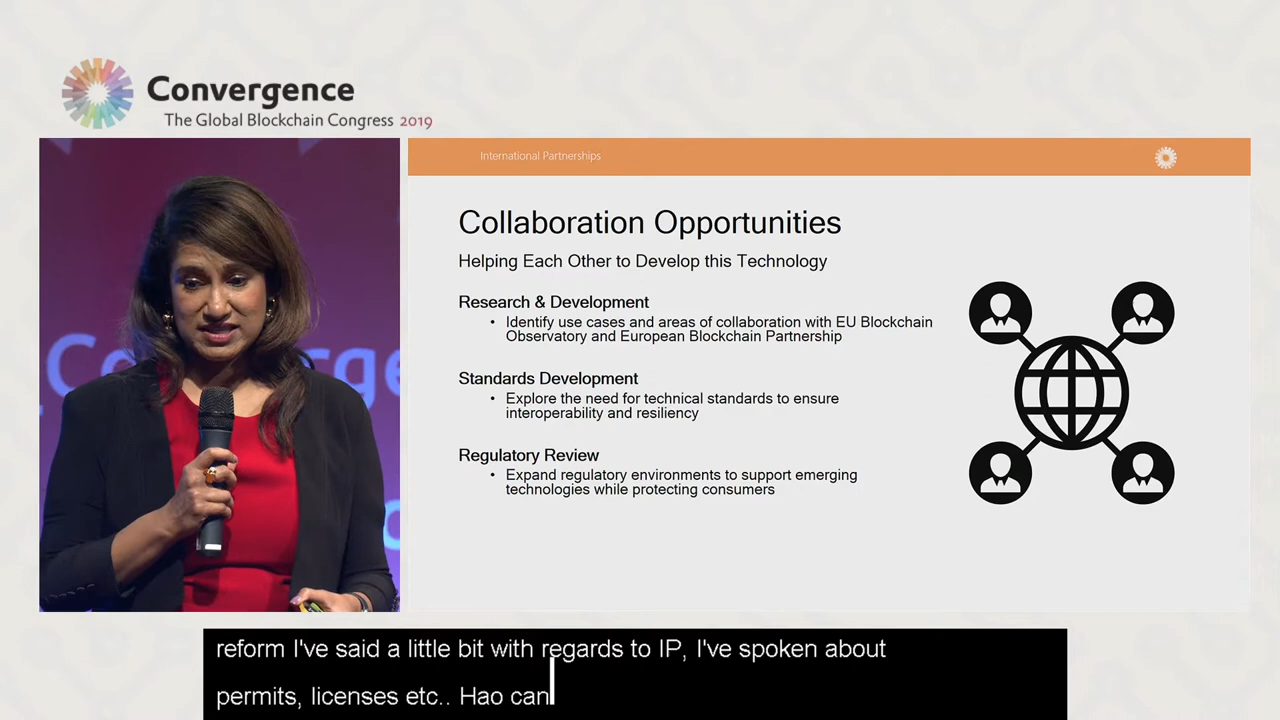 Convergence
The Global Blockchain Congress 2019
International Partnerships
Collaboration Opportunities
Helping Each Other to Develop this Technology
Research & Development
• Identify use cases and areas of collaboration with EU Blockchain
Observatory and European Blockchain Partnership
Standards Development
• Explore the need for technical standards to ensure
interoperability and resiliency
Regulatory Review
• Expand regulatory environments to support emerging
technologies while protecting consumers
reform I've said a little bit with regards to IP, I've spoken about
permits, licenses etc.. Hao can